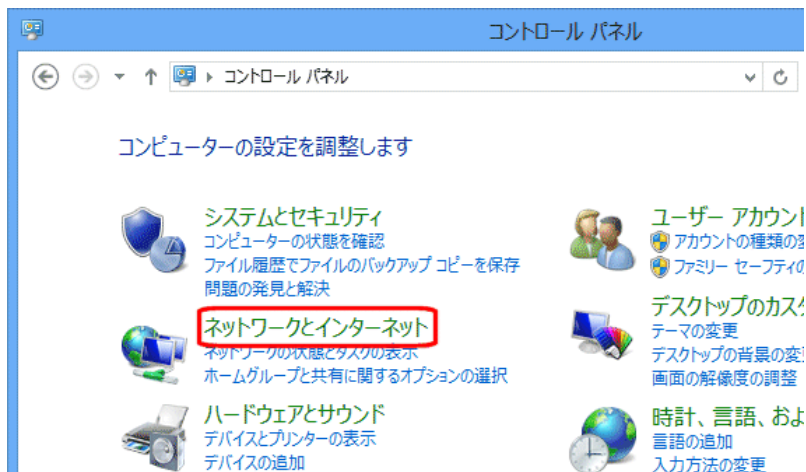 コントロール パネル
コントロール パネル
コンピューターの設定を調整します
システムとセキュリティ
コンピューターの状態を確認
ファイル履歴でファイルのバックアップ コピーを保存
問題の発見と解決
ネットワークとインターネット
ネットワークの状態とタスクの表示
ホームグループと共有に関するオプションの選択
ハードウェアとサウンド
デバイスとプリンターの表示
デバイスの追加
ユーザー アカウント
アカウントの種類の変
ファミリー セーフティの
デスクトップのカスタ
テーマの変更
デスクトップの背景の変更
画面の解像度の調整
時計、言語、およ
言語の追加
入力方法の変更